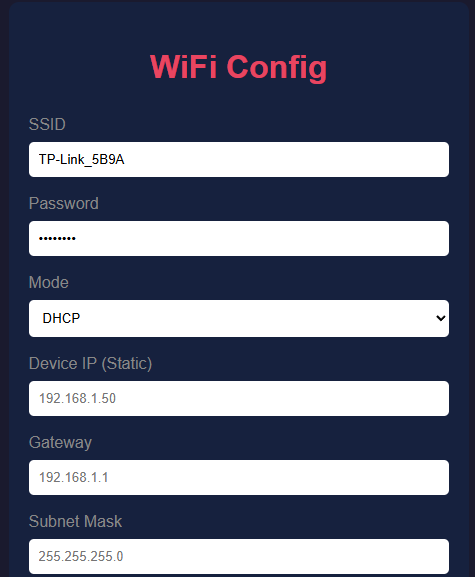 WiFi Config
SSID
TP-Link_5B9A
Password
••••••••
Mode
DHCP
Device IP (Static)
192.168.1.50
Gateway
192.168.1.1
Subnet Mask
255.255.255.0